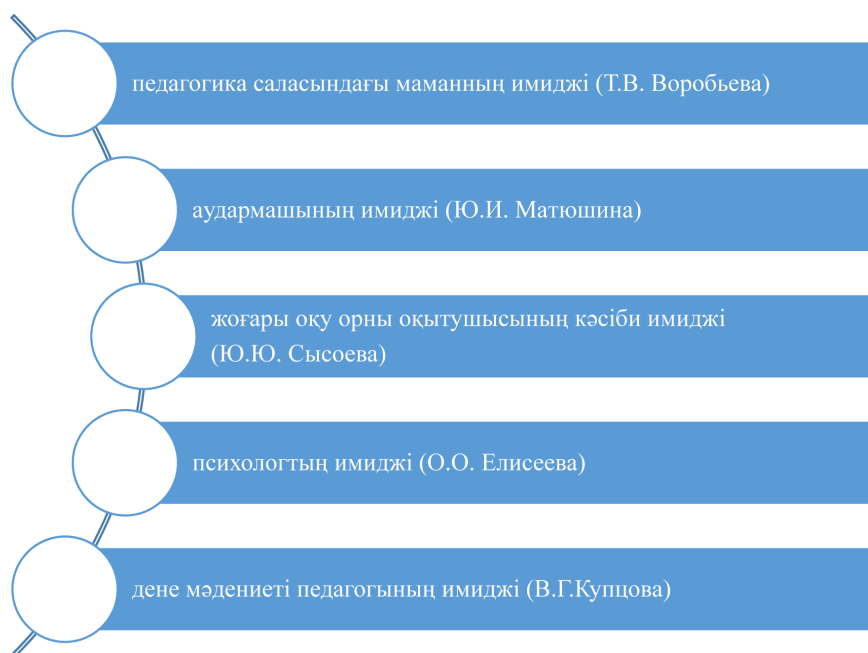 педагогика саласындағы маманның имиджі (Т.В. Воробьева)
аудармашының имиджі (Ю.И. Матюшина)
жоғары оқу орны оқытушысының кәсіби имиджі
(Ю.Ю. Сысоева)
психологтың имиджі (О.О. Елисеева)
дене мәдениеті педагогының имиджі (В.Г.Купцова)